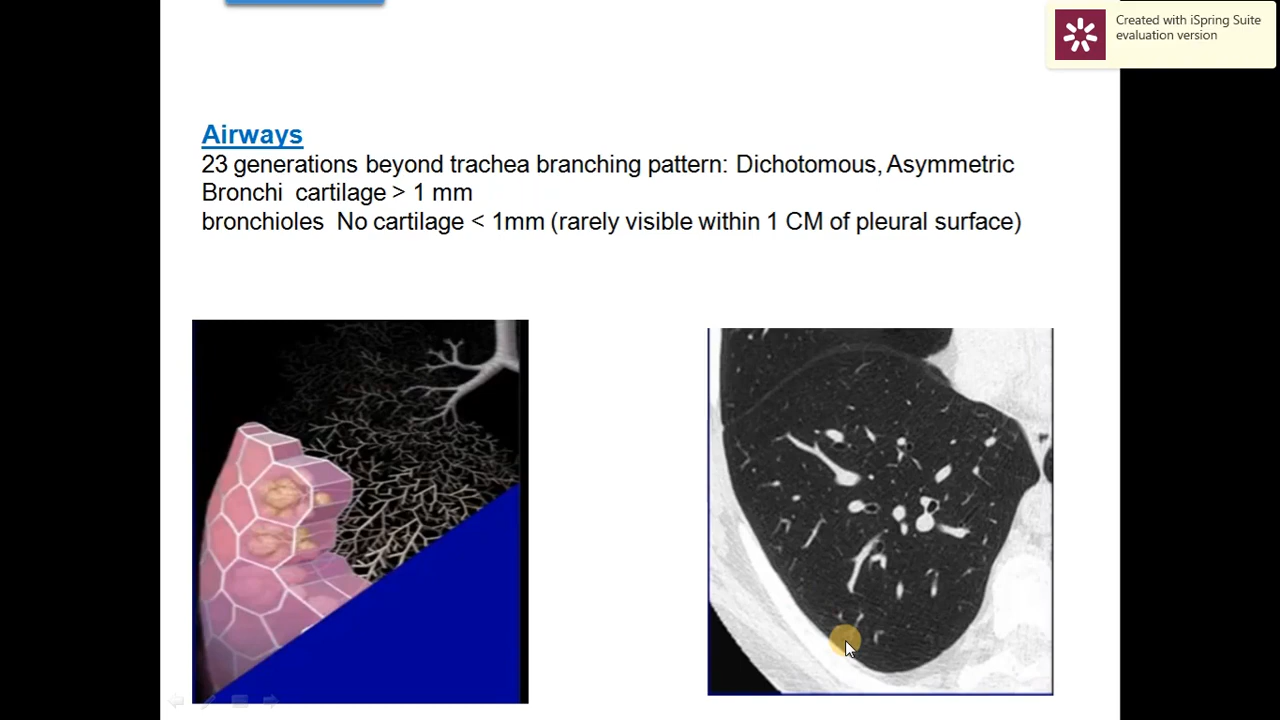 Created with iSpring Suite
evaluation version
Airways
23 generations beyond trachea branching pattern: Dichotomous, Asymmetric
Bronchi cartilage > 1 mm
bronchioles No cartilage < 1mm (rarely visible within 1 CM of pleural surface)